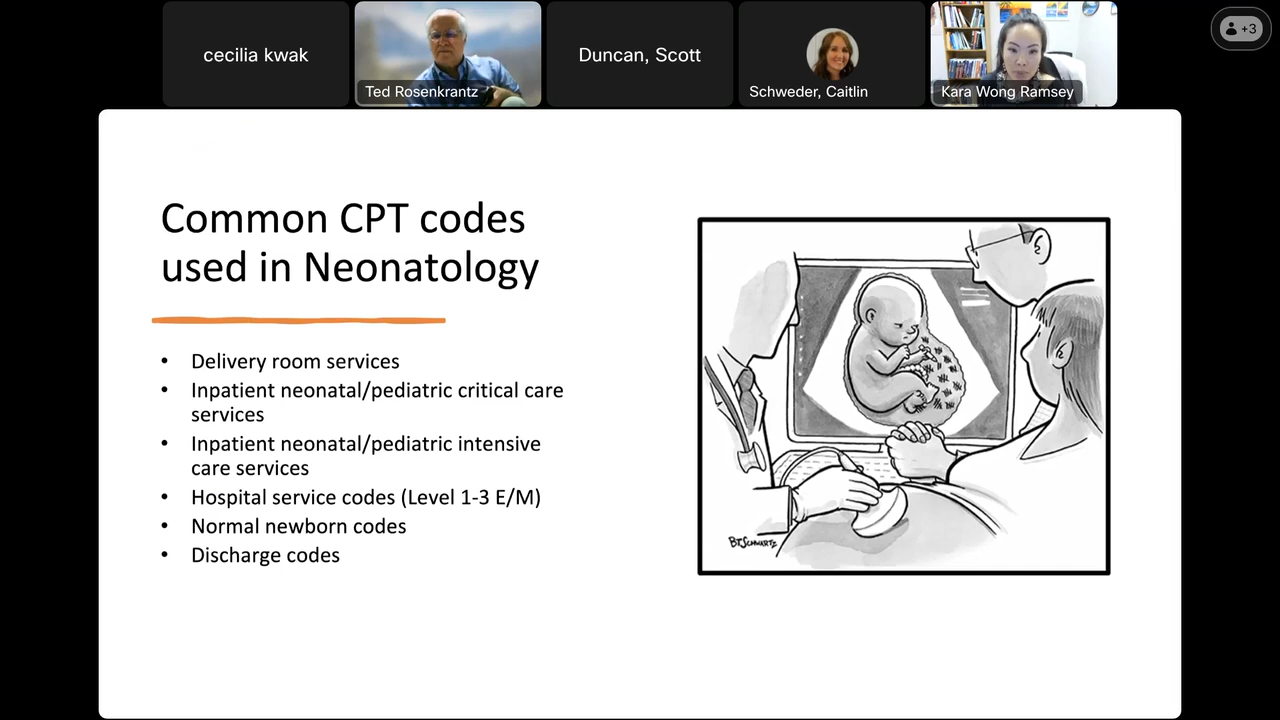 cecilia kwak
Ted Rosenkrantz
Duncan, Scott
Schweder, Caitlin
Kara Wong Ramsey
+3
Common CPT codes
used in Neonatology
• Delivery room services
• Inpatient neonatal/pediatric critical care
services
• Inpatient neonatal/pediatric intensive
care services
• Hospital service codes (Level 1-3 E/M)
• Normal newborn codes
• Discharge codes
B.T.SCHWARTZ